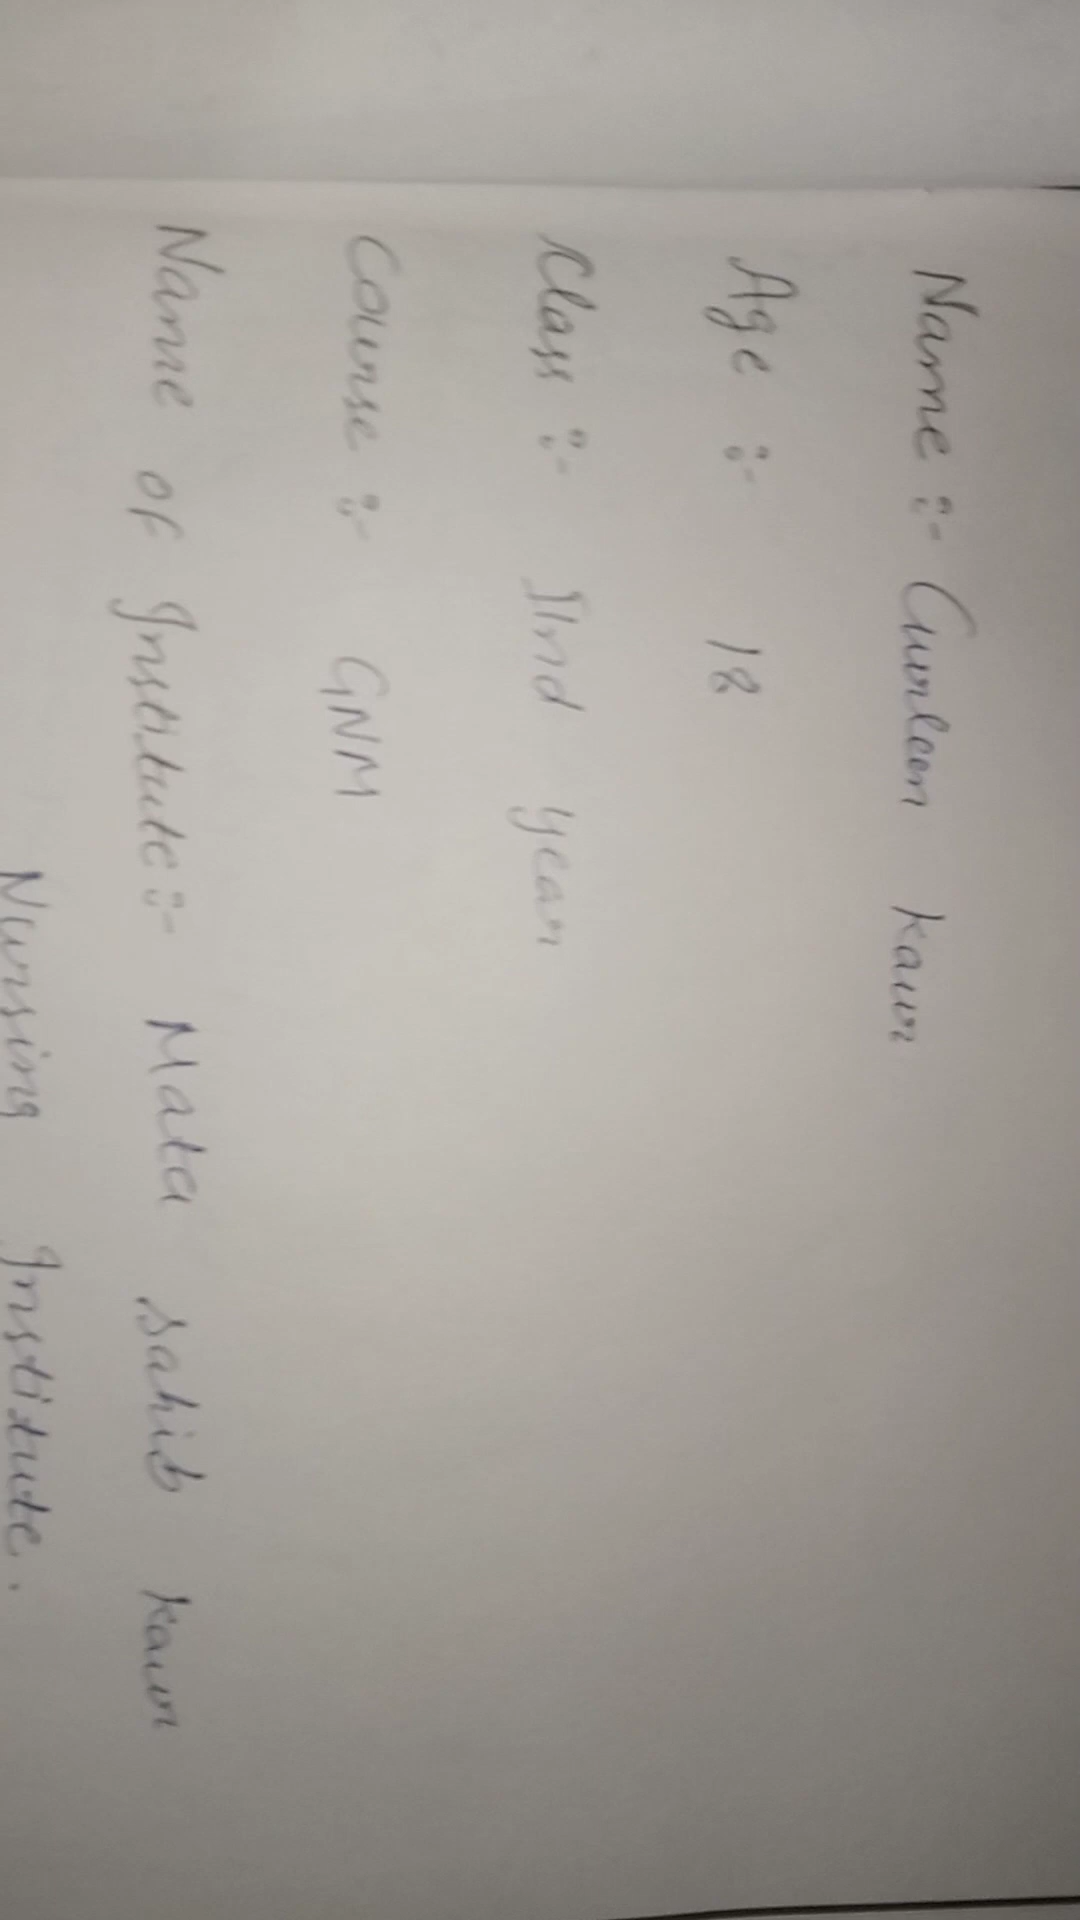 Name :- Gurleen kaur
Age :- 18
Class :- IInd year
Course :- GNM
Name of Institute :- Mata sahib kaur
Nursing Institute.